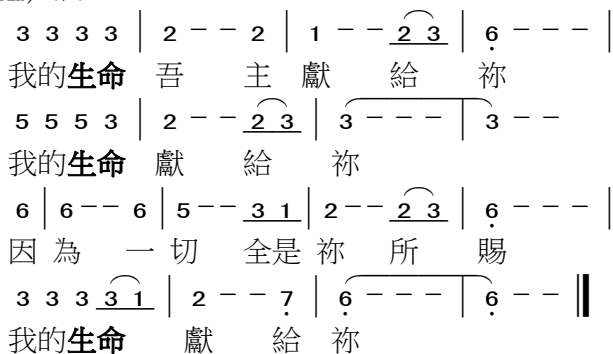 3 3 3 3 | 2 - - 2 | 1 - - 2 3 | 6̣ - - - |
我的生命 吾 主 獻 給 祢
5 5 5 3 | 2 - - 2 3 | 3 - - - | 3 - -
我的生命 獻 給 祢
6 | 6 - - 6 | 5 - - 3 1 | 2 - - 2 3 | 6̣ - - - |
因 為 一 切 全是 祢 所 賜
3 3 3 3 1 | 2 - - 7̣ | 6̣ - - - | 6̣ - - ‖
我的生命 獻 給 祢